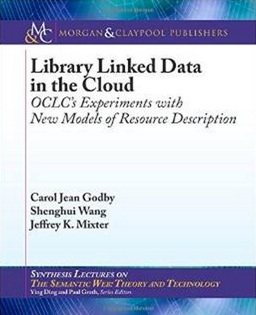 M&C
MORGAN & CLAYPOOL PUBLISHERS
Library Linked Data
in the Cloud
OCLC's Experiments with
New Models of Resource Description
Carol Jean Godby
Shenghui Wang
Jeffrey K. Mixter
SYNTHESIS LECTURES ON
THE SEMANTIC WEB: THEORY AND TECHNOLOGY
Ying Ding and Paul Groth, Series Editors